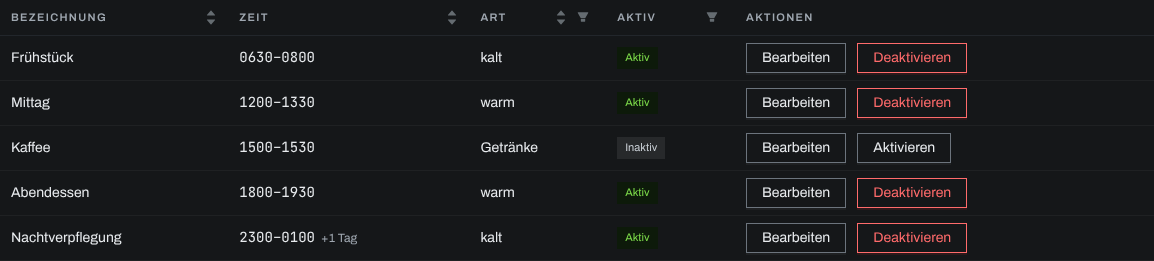 BEZEICHNUNG ZEIT ART AKTIV AKTIONEN
Frühstück 0630–0800 kalt Aktiv Bearbeiten Deaktivieren
Mittag 1200–1330 warm Aktiv Bearbeiten Deaktivieren
Kaffee 1500–1530 Getränke Inaktiv Bearbeiten Aktivieren
Abendessen 1800–1930 warm Aktiv Bearbeiten Deaktivieren
Nachtverpflegung 2300–0100 +1 Tag kalt Aktiv Bearbeiten Deaktivieren